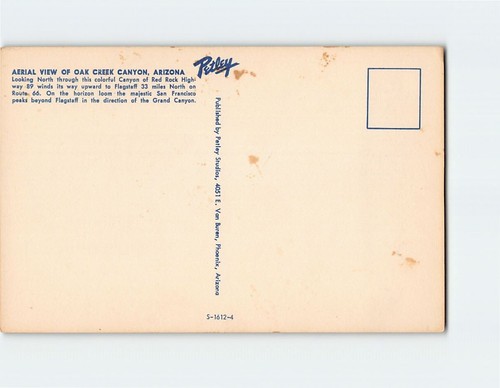 AERIAL VIEW OF OAK CREEK CANYON, ARIZONA
Looking North through this colorful Canyon of Red Rock High-
way 89 winds its way upward to Flagstaff 33 miles North on
Route 66. On the horizon loom the majestic San Francisco
peaks beyond Flagstaff in the direction of the Grand Canyon.
Petley
Published by Petley Studios, 4051 E. Van Buren, Phoenix, Arizona
S-1612-4